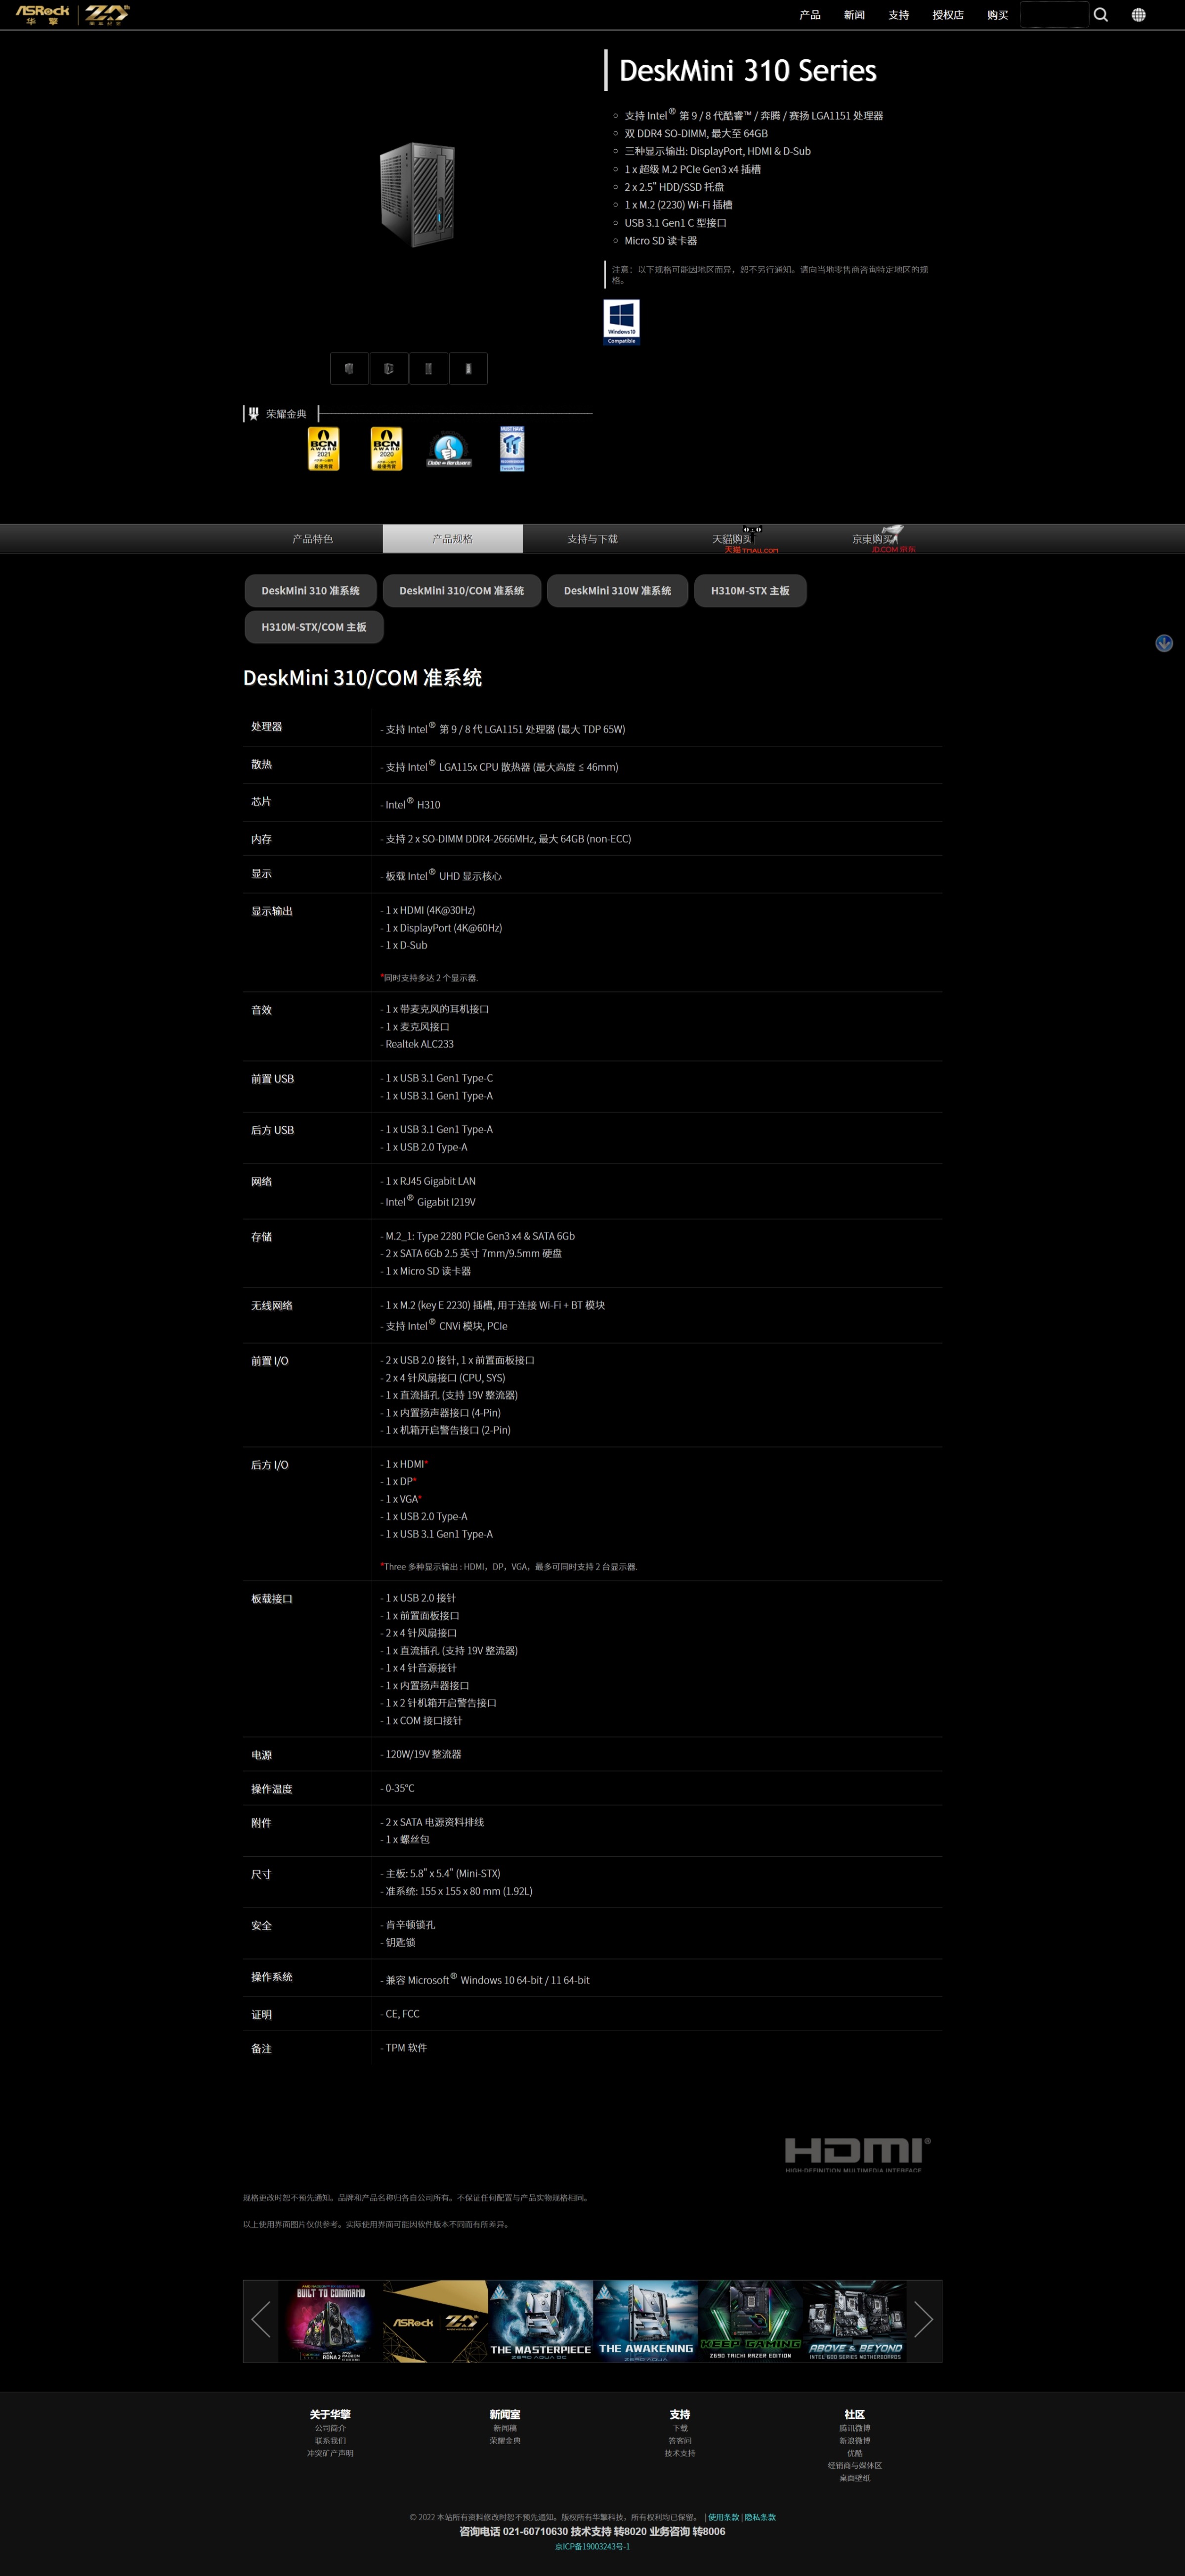 ASRock
华擎
产品 新闻 支持 授权店 购买
DeskMini 310 Series
支持 Intel® 第 9 / 8 代酷睿™ / 奔腾 / 赛扬 LGA1151 处理器
双 DDR4 SO-DIMM, 最大至 64GB
三种显示输出: DisplayPort, HDMI & D-Sub
1 x 超级 M.2 PCIe Gen3 x4 插槽
2 x 2.5" HDD/SSD 托盘
1 x M.2 (2230) Wi-Fi 插槽
USB 3.1 Gen1 C 型接口
Micro SD 读卡器
注意：以下规格可能因地区而异，恕不另行通知。请向当地零售商咨询特定地区的规
格。
Windows 10
Compatible
荣耀金典
BCN
AWARD
2021
BCN
AWARD
2020
MUST HAVE
产品特色 产品规格 支持与下载 天貓购买 京東购买
天猫 TMALL.COM JD.COM 京东
DeskMini 310 准系统 DeskMini 310/COM 准系统 DeskMini 310W 准系统 H310M-STX 主板
H310M-STX/COM 主板
DeskMini 310/COM 准系统
处理器 - 支持 Intel® 第 9 / 8 代 LGA1151 处理器 (最大 TDP 65W)
散热 - 支持 Intel® LGA115x CPU 散热器 (最大高度 ≦ 46mm)
芯片 - Intel® H310
内存 - 支持 2 x SO-DIMM DDR4-2666MHz, 最大 64GB (non-ECC)
显示 - 板载 Intel® UHD 显示核心
显示输出 - 1 x HDMI (4K@30Hz)
- 1 x DisplayPort (4K@60Hz)
- 1 x D-Sub
*同时支持多达 2 个显示器.
音效 - 1 x 带麦克风的耳机接口
- 1 x 麦克风接口
- Realtek ALC233
前置 USB - 1 x USB 3.1 Gen1 Type-C
- 1 x USB 3.1 Gen1 Type-A
后方 USB - 1 x USB 3.1 Gen1 Type-A
- 1 x USB 2.0 Type-A
网络 - 1 x RJ45 Gigabit LAN
- Intel® Gigabit I219V
存储 - M.2_1: Type 2280 PCIe Gen3 x4 & SATA 6Gb
- 2 x SATA 6Gb 2.5 英寸 7mm/9.5mm 硬盘
- 1 x Micro SD 读卡器
无线网络 - 1 x M.2 (key E 2230) 插槽, 用于连接 Wi-Fi + BT 模块
- 支持 Intel® CNVi 模块, PCIe
前置 I/O - 2 x USB 2.0 接针, 1 x 前置面板接口
- 2 x 4 针风扇接口 (CPU, SYS)
- 1 x 直流插孔 (支持 19V 整流器)
- 1 x 内置扬声器接口 (4-Pin)
- 1 x 机箱开启警告接口 (2-Pin)
后方 I/O - 1 x HDMI*
- 1 x DP*
- 1 x VGA*
- 1 x USB 2.0 Type-A
- 1 x USB 3.1 Gen1 Type-A
*Three 多种显示输出 : HDMI，DP，VGA，最多可同时支持 2 台显示器.
板载接口 - 1 x USB 2.0 接针
- 1 x 前置面板接口
- 2 x 4 针风扇接口
- 1 x 直流插孔 (支持 19V 整流器)
- 1 x 4 针音源接针
- 1 x 内置扬声器接口
- 1 x 2 针机箱开启警告接口
- 1 x COM 接口接针
电源 - 120W/19V 整流器
操作温度 - 0-35°C
附件 - 2 x SATA 电源资料排线
- 1 x 螺丝包
尺寸 - 主板: 5.8" x 5.4" (Mini-STX)
- 准系统: 155 x 155 x 80 mm (1.92L)
安全 - 肯辛顿锁孔
- 钥匙锁
操作系统 - 兼容 Microsoft® Windows 10 64-bit / 11 64-bit
证明 - CE, FCC
备注 - TPM 软件
HDMI®
HIGH-DEFINITION MULTIMEDIA INTERFACE
规格更改时恕不预先通知。品牌和产品名称归各自公司所有。不保证任何配置与产品实物规格相同。
以上使用界面图片仅供参考。实际使用界面可能因软件版本不同而有所差异。
BUILT TO COMMAND
RDNA 2 RADEON
ASRock
THE MASTERPIECE
Z690 AQUA OC
THE AWAKENING
Z690 AQUA
KEEP GAMING
Z690 TAICHI RAZER EDITION
ABOVE & BEYOND
INTEL 600 SERIES MOTHERBOARDS
关于华擎 新闻室 支持 社区
公司简介 新闻稿 下载 腾讯微博
联系我们 荣耀金典 答客问 新浪微博
冲突矿产声明 技术支持 优酷
经销商与媒体区
桌面壁纸
© 2022 本站所有资料修改时恕不预先通知。版权所有华擎科技，所有权利均已保留。 | 使用条款 | 隐私条款
咨询电话 021-60710630 技术支持 转8020 业务咨询 转8006
京ICP备19003243号-1